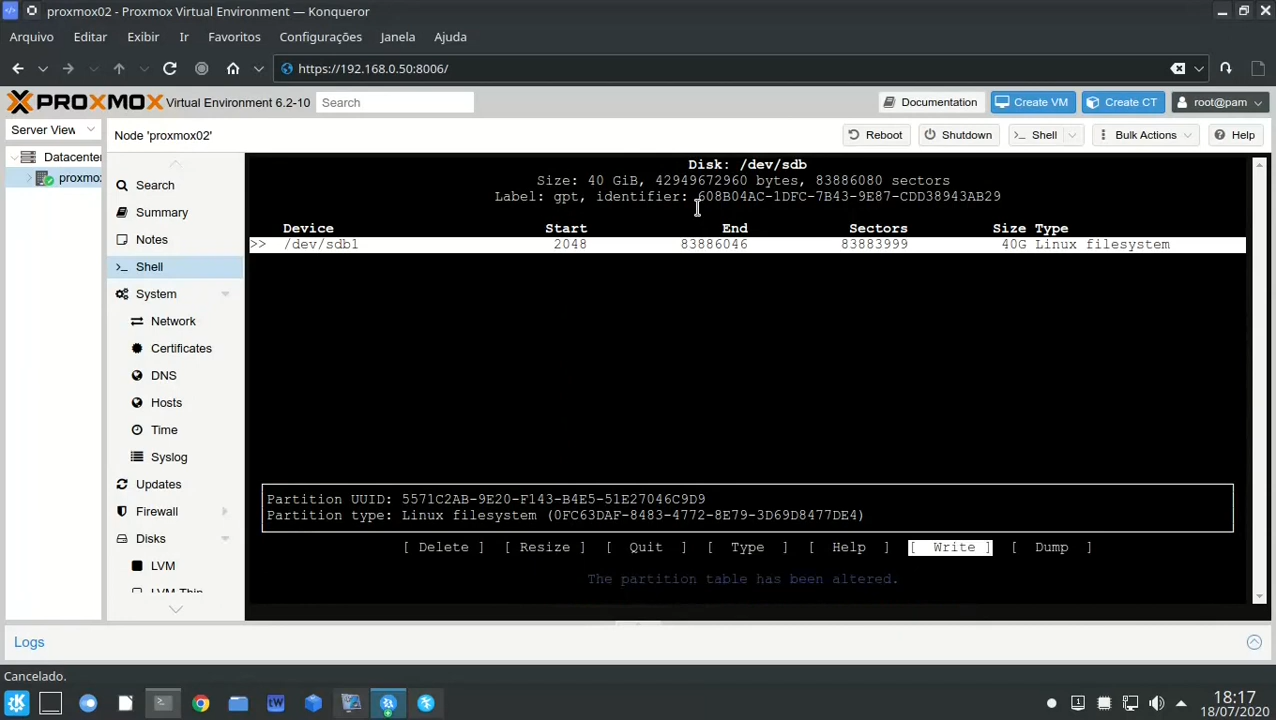 proxmox02 - Proxmox Virtual Environment — Konqueror
Arquivo Editar Exibir Ir Favoritos Configurações Janela Ajuda
https://192.168.0.50:8006/
PROXMOX Virtual Environment 6.2-10 Search Documentation Create VM Create CT root@pam
Server View Node 'proxmox02' Reboot Shutdown Shell Bulk Actions Help
Datacenter
proxmox
Search
Summary
Notes
Shell
System
Network
Certificates
DNS
Hosts
Time
Syslog
Updates
Firewall
Disks
LVM
LVM-Thin
Disk: /dev/sdb
Size: 40 GiB, 42949672960 bytes, 83886080 sectors
Label: gpt, identifier: 608B04AC-1DFC-7B43-9E87-CDD38943AB29
Device Start End Sectors Size Type
>> /dev/sdb1 2048 83886046 83883999 40G Linux filesystem
Partition UUID: 5571C2AB-9E20-F143-B4E5-51E27046C9D9
Partition type: Linux filesystem (0FC63DAF-8483-4772-8E79-3D69D8477DE4)
[ Delete ] [ Resize ] [ Quit ] [ Type ] [ Help ] [ Write ] [ Dump ]
The partition table has been altered.
Logs
Cancelado.
tW
1
18:17
18/07/2020